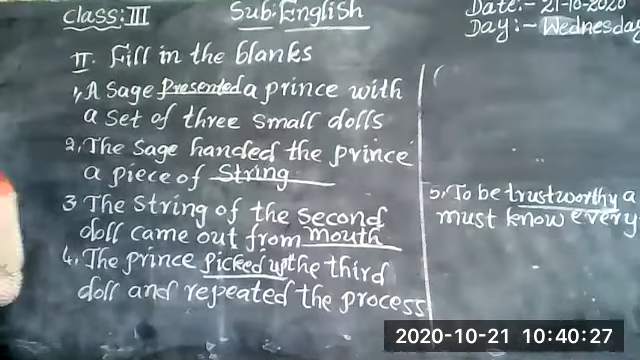 Class:III
Sub:English
Date:- 21-10-2020
Day:- Wednesday
II. Fill in the blanks
1, A Sage Presented a prince with
a set of three small dolls
2, The Sage handed the prince
a piece of String
3 The String of the second
doll came out from mouth
4. The prince picked up the third
doll and repeated the process
5, To be trustworthy a
must know every
2020-10-21 10:40:27